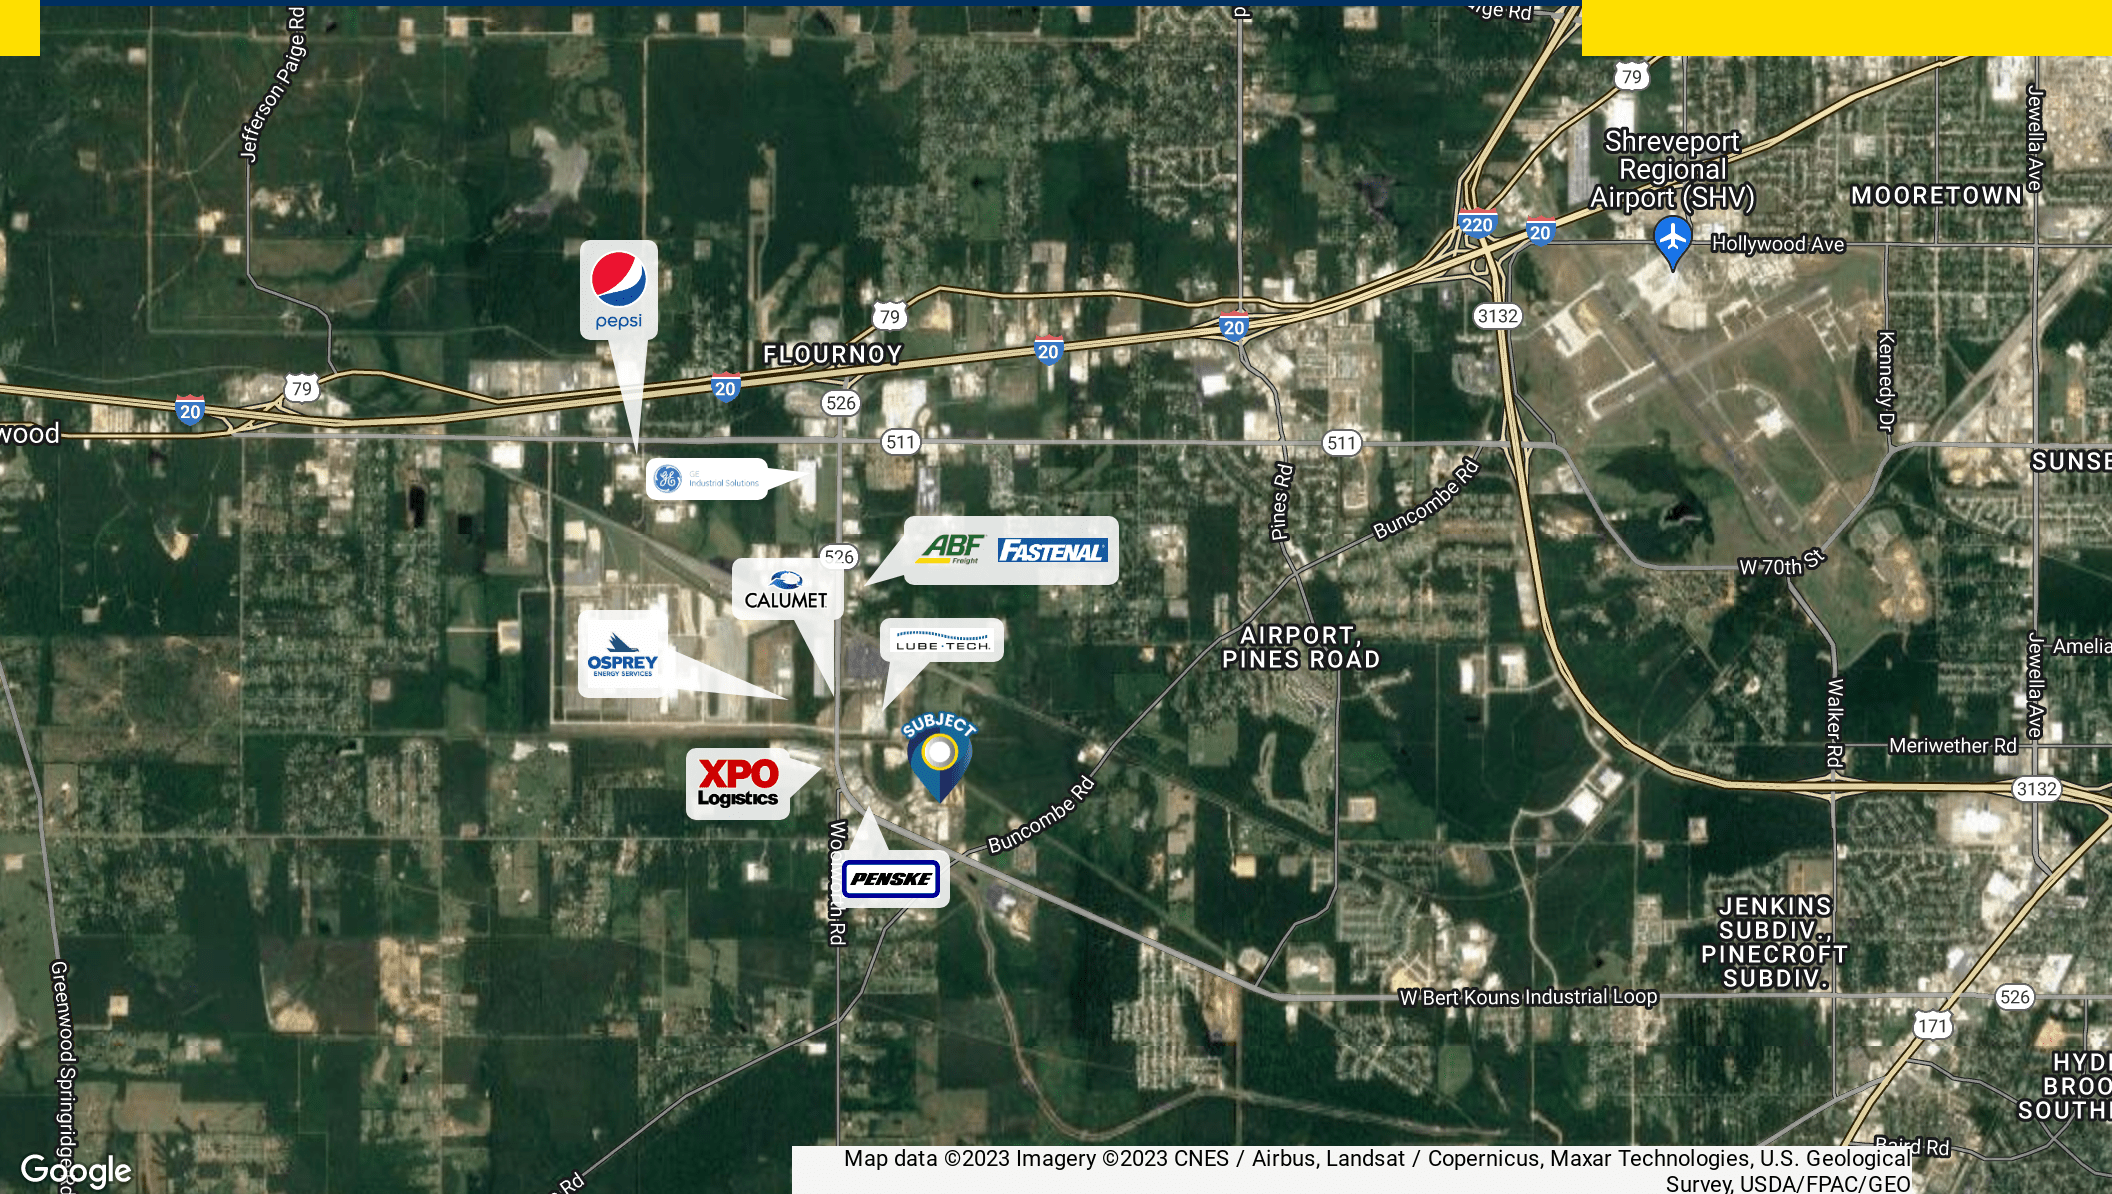 Jefferson Paige Rd
79
Shreveport
Regional
Airport (SHV)
MOORETOWN
Jewella Ave
220
20
Hollywood Ave
pepsi
79
3132
20
FLOURNOY
20
Kennedy Dr
79
20
20
526
wood
511
511
SUNSE
GE
Industrial Solutions
Pines Rd
Buncombe Rd
526
ABF
Freight
FASTENAL
W 70th St
CALUMET
LUBE·TECH
AIRPORT,
PINES ROAD
Jewella Ave
Amelia
OSPREY
ENERGY SERVICES
Walker Rd
SUBJECT
Meriwether Rd
XPO
Logistics
3132
Buncombe Rd
PENSKE
JENKINS
SUBDIV.,
PINECROFT
SUBDIV.
W Bert Kouns Industrial Loop
526
171
Greenwood Springridge
HYD
BROO
SOUTH
Baird Rd
Rd
Google
Map data ©2023 Imagery ©2023 CNES / Airbus, Landsat / Copernicus, Maxar Technologies, U.S. Geological
Survey, USDA/FPAC/GEO